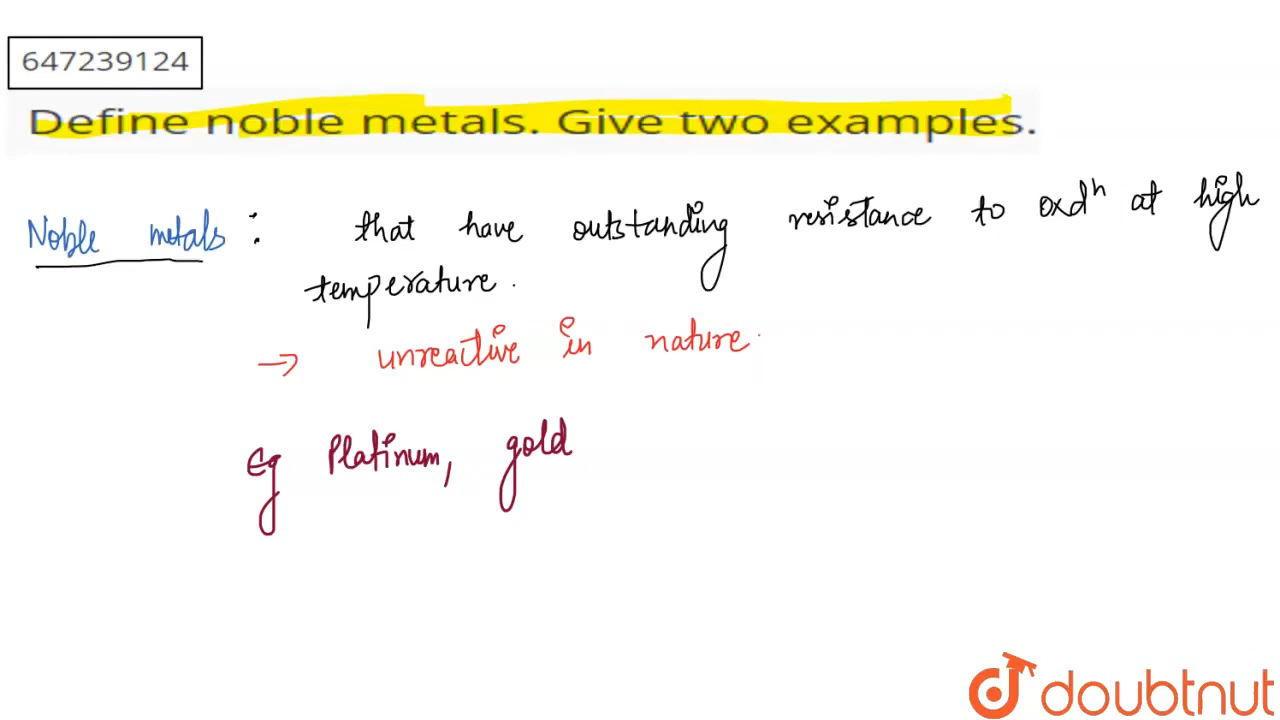 647239124
Define noble metals. Give two examples.
Noble metals : that have outstanding resistance to oxdⁿ at high
temperature.
→ unreactive in nature.
Eg Platinum, gold
doubtnut